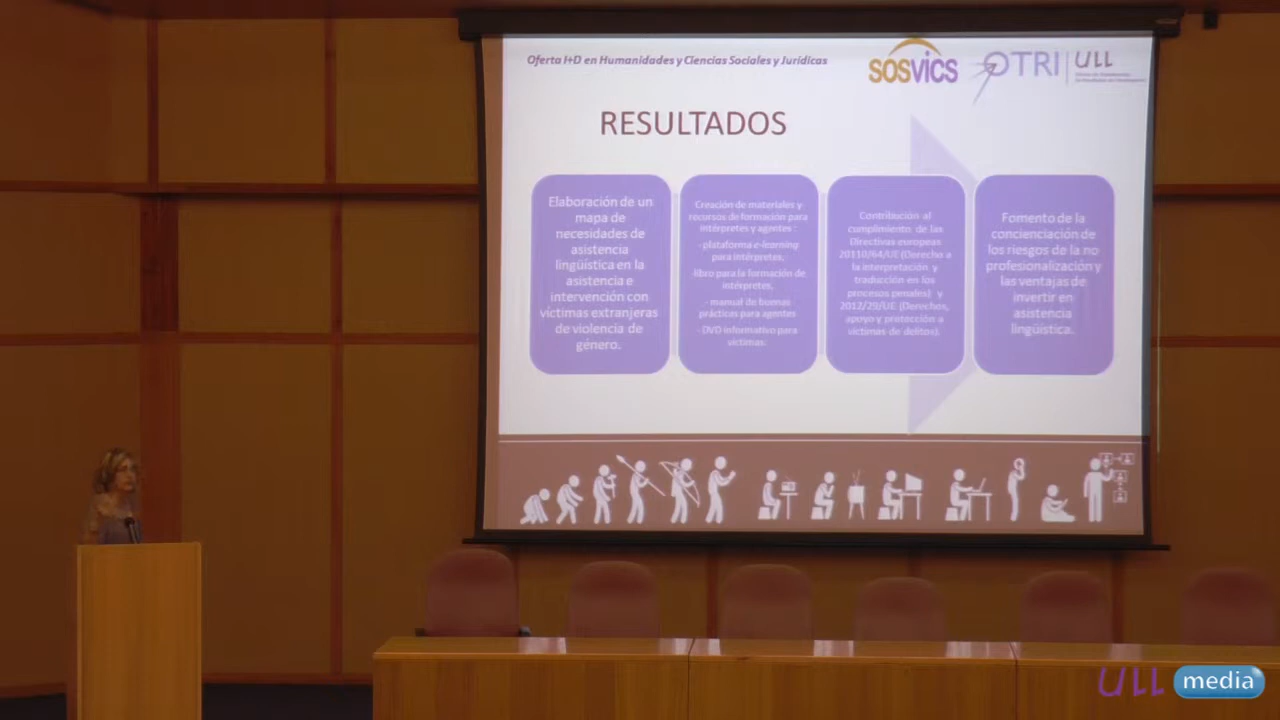 Oferta I+D en Humanidades y Ciencias Sociales y Jurídicas
SOSVICS
OTRI
ULL
RESULTADOS
Elaboración de un
mapa de
necesidades de
asistencia
lingüística en la
asistencia e
intervención con
víctimas extranjeras
de violencia de
género.
Creación de materiales y
recursos de formación para
intérpretes y agentes :
- plataforma e-learning
para intérpretes,
-libro para la formación de
intérpretes,
- manual de buenas
prácticas para agentes
- DVD informativo para
víctimas.
Contribución al
cumplimiento de las
Directivas europeas
20110/64/UE (Derecho a
la interpretación y
traducción en los
procesos penales) y
2012/29/UE (Derechos,
apoyo y protección a
víctimas de delitos).
Fomento de la
concienciación de
los riesgos de la no
profesionalización y
las ventajas de
invertir en
asistencia
lingüística.
ULL media